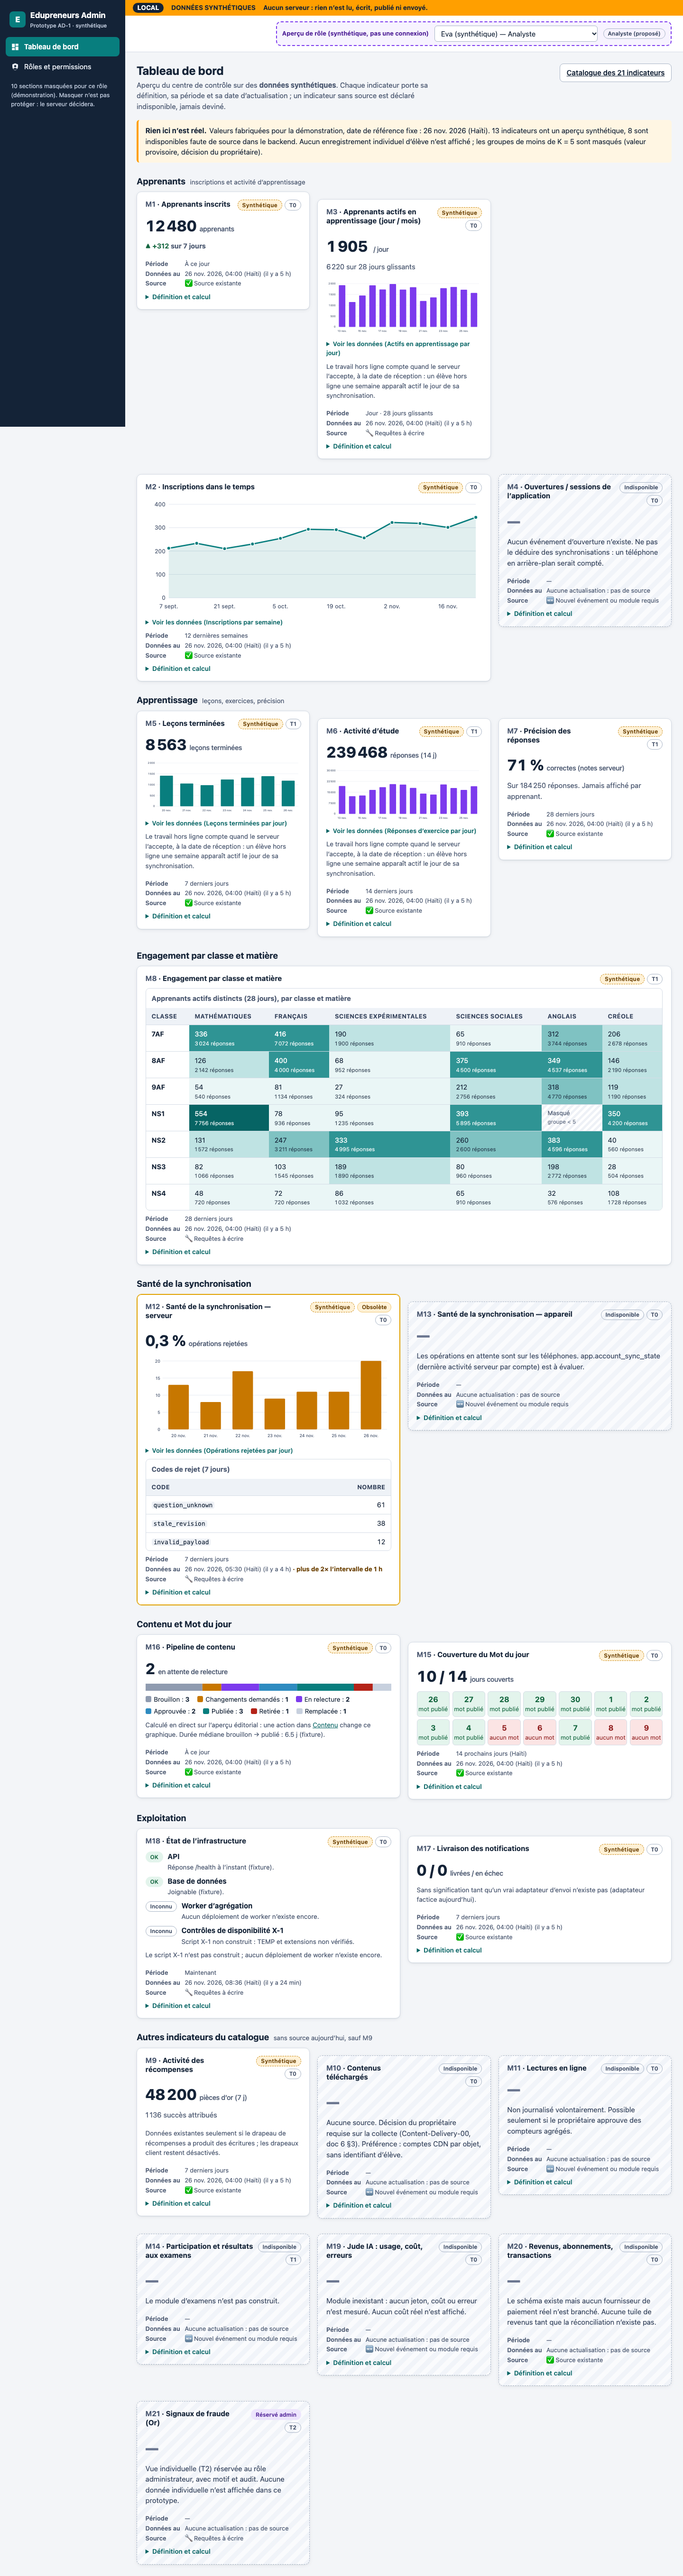 LOCAL DONNÉES SYNTHÉTIQUES Aucun serveur : rien n'est lu, écrit, publié ni envoyé.
E Edupreneurs Admin
Prototype AD-1 · synthétique
Tableau de bord
Rôles et permissions
10 sections masquées pour ce rôle (démonstration). Masquer n'est pas protéger : le serveur décidera.
Aperçu de rôle (synthétique, pas une connexion) Eva (synthétique) — Analyste Analyste (proposé)
Tableau de bord
Aperçu du centre de contrôle sur des données synthétiques. Chaque indicateur porte sa définition, sa période et sa date d'actualisation ; un indicateur sans source est déclaré indisponible, jamais deviné.
Catalogue des 21 indicateurs
Rien ici n'est réel. Valeurs fabriquées pour la démonstration, date de référence fixe : 26 nov. 2026 (Haïti). 13 indicateurs ont un aperçu synthétique, 8 sont indisponibles faute de source dans le backend. Aucun enregistrement individuel d'élève n'est affiché ; les groupes de moins de K = 5 sont masqués (valeur provisoire, décision du propriétaire).
Apprenants inscriptions et activité d'apprentissage
M1 · Apprenants inscrits Synthétique T0
12 480 apprenants
▲ +312 sur 7 jours
Période À ce jour
Données au 26 nov. 2026, 04:00 (Haïti) (il y a 5 h)
Source ✅ Source existante
▶ Définition et calcul
M3 · Apprenants actifs en apprentissage (jour / mois) Synthétique T0
1 905 / jour
6 220 sur 28 jours glissants
▶ Voir les données (Actifs en apprentissage par jour)
Le travail hors ligne compte quand le serveur l'accepte, à la date de réception : un élève hors ligne une semaine apparaît actif le jour de sa synchronisation.
Période Jour · 28 jours glissants
Données au 26 nov. 2026, 04:00 (Haïti) (il y a 5 h)
Source 🔧 Requêtes à écrire
▶ Définition et calcul
M2 · Inscriptions dans le temps Synthétique T0
400
300
200
100
0
7 sept. 21 sept. 5 oct. 19 oct. 2 nov. 16 nov.
▶ Voir les données (Inscriptions par semaine)
Période 12 dernières semaines
Données au 26 nov. 2026, 04:00 (Haïti) (il y a 5 h)
Source ✅ Source existante
▶ Définition et calcul
M4 · Ouvertures / sessions de l'application Indisponible T0
—
Aucun événement d'ouverture n'existe. Ne pas le déduire des synchronisations : un téléphone en arrière-plan serait compté.
Période —
Données au Aucune actualisation : pas de source
Source 🆕 Nouvel événement ou module requis
▶ Définition et calcul
Apprentissage leçons, exercices, précision
M5 · Leçons terminées Synthétique T1
8 563 leçons terminées
▶ Voir les données (Leçons terminées par jour)
Le travail hors ligne compte quand le serveur l'accepte, à la date de réception : un élève hors ligne une semaine apparaît actif le jour de sa synchronisation.
Période 7 derniers jours
Données au 26 nov. 2026, 04:00 (Haïti) (il y a 5 h)
Source ✅ Source existante
▶ Définition et calcul
M6 · Activité d'étude Synthétique T1
239 468 réponses (14 j)
▶ Voir les données (Réponses d'exercice par jour)
Le travail hors ligne compte quand le serveur l'accepte, à la date de réception : un élève hors ligne une semaine apparaît actif le jour de sa synchronisation.
Période 14 derniers jours
Données au 26 nov. 2026, 04:00 (Haïti) (il y a 5 h)
Source ✅ Source existante
▶ Définition et calcul
M7 · Précision des réponses Synthétique T1
71 % correctes (notes serveur)
Sur 184 250 réponses. Jamais affiché par apprenant.
Période 28 derniers jours
Données au 26 nov. 2026, 04:00 (Haïti) (il y a 5 h)
Source ✅ Source existante
▶ Définition et calcul
Engagement par classe et matière
M8 · Engagement par classe et matière Synthétique T1
Apprenants actifs distincts (28 jours), par classe et matière
CLASSE MATHÉMATIQUES FRANÇAIS SCIENCES EXPÉRIMENTALES SCIENCES SOCIALES ANGLAIS CRÉOLE
7AF 336 416 190 65 312 206
3 024 réponses 7 072 réponses 1 900 réponses 910 réponses 3 744 réponses 2 678 réponses
8AF 126 400 68 375 349 146
2 142 réponses 4 000 réponses 952 réponses 4 500 réponses 4 537 réponses 2 190 réponses
9AF 54 81 27 212 318 119
540 réponses 1 134 réponses 324 réponses 2 756 réponses 4 770 réponses 1 190 réponses
NS1 554 78 95 393 Masqué 350
7 756 réponses 936 réponses 1 235 réponses 5 895 réponses groupe < 5 4 200 réponses
NS2 131 247 333 260 383 40
1 572 réponses 3 211 réponses 4 995 réponses 2 600 réponses 4 596 réponses 560 réponses
NS3 82 103 189 80 198 28
1 066 réponses 1 545 réponses 1 890 réponses 960 réponses 2 772 réponses 504 réponses
NS4 48 72 86 65 32 108
720 réponses 720 réponses 1 032 réponses 910 réponses 576 réponses 1 728 réponses
Période 28 derniers jours
Données au 26 nov. 2026, 04:00 (Haïti) (il y a 5 h)
Source 🔧 Requêtes à écrire
▶ Définition et calcul
Santé de la synchronisation
M12 · Santé de la synchronisation — serveur Synthétique Obsolète T0
0,3 % opérations rejetées
20
15
10
5
0
20 nov. 21 nov. 22 nov. 23 nov. 24 nov. 25 nov. 26 nov.
▶ Voir les données (Opérations rejetées par jour)
Codes de rejet (7 jours)
CODE NOMBRE
question_unknown 61
stale_revision 38
invalid_payload 12
Période 7 derniers jours
Données au 26 nov. 2026, 05:30 (Haïti) (il y a 4 h) · plus de 2× l'intervalle de 1 h
Source 🔧 Requêtes à écrire
▶ Définition et calcul
M13 · Santé de la synchronisation — appareil Indisponible T0
—
Les opérations en attente sont sur les téléphones. app.account_sync_state (dernière activité serveur par compte) est à évaluer.
Période —
Données au Aucune actualisation : pas de source
Source 🆕 Nouvel événement ou module requis
▶ Définition et calcul
Contenu et Mot du jour
M16 · Pipeline de contenu Synthétique T0
2 en attente de relecture
Brouillon : 3 Changements demandés : 1 En relecture : 2
Approuvée : 2 Publiée : 3 Retirée : 1 Remplacée : 1
Calculé en direct sur l'aperçu éditorial : une action dans Contenu change ce graphique. Durée médiane brouillon → publié : 6.5 j (fixture).
Période À ce jour
Source ✅ Source existante
▶ Définition et calcul
M15 · Couverture du Mot du jour Synthétique T0
10 / 14 jours couverts
26 27 28 29 30 1 2
mot publié mot publié mot publié mot publié mot publié mot publié mot publié
3 4 5 6 7 8 9
mot publié mot publié aucun mot aucun mot mot publié aucun mot aucun mot
Période 14 prochains jours (Haïti)
Données au 26 nov. 2026, 04:00 (Haïti) (il y a 5 h)
Source ✅ Source existante
▶ Définition et calcul
Exploitation
M18 · État de l'infrastructure Synthétique T0
OK API
Réponse /health à l'instant (fixture).
OK Base de données
Joignable (fixture).
Inconnu Worker d'agrégation
Aucun déploiement de worker n'existe encore.
Inconnu Contrôles de disponibilité X-1
Script X-1 non construit : TEMP et extensions non vérifiés.
Le script X-1 n'est pas construit ; aucun déploiement de worker n'existe encore.
Période Maintenant
Données au 26 nov. 2026, 08:36 (Haïti) (il y a 24 min)
Source 🔧 Requêtes à écrire
▶ Définition et calcul
M17 · Livraison des notifications Synthétique T0
0 / 0 livrées / en échec
Sans signification tant qu'un vrai adaptateur d'envoi n'existe pas (adaptateur factice aujourd'hui).
Période 7 derniers jours
Données au 26 nov. 2026, 04:00 (Haïti) (il y a 5 h)
Source ✅ Source existante
▶ Définition et calcul
Autres indicateurs du catalogue sans source aujourd'hui, sauf M9
M9 · Activité des récompenses Synthétique T0
48 200 pièces d'or (7 j)
1 136 succès attribués
Données existantes seulement si le drapeau de récompenses a produit des écritures ; les drapeaux client restent désactivés.
Période 7 derniers jours
Données au 26 nov. 2026, 04:00 (Haïti) (il y a 5 h)
Source ✅ Source existante
▶ Définition et calcul
M10 · Contenus téléchargés Indisponible T0
—
Aucune source. Décision du propriétaire requise sur la collecte (Content-Delivery-00, doc 6 §3). Préférence : comptes CDN par objet, sans identifiant d'élève.
Période —
Données au Aucune actualisation : pas de source
Source 🆕 Nouvel événement ou module requis
▶ Définition et calcul
M11 · Lectures en ligne Indisponible T0
—
Non journalisé volontairement. Possible seulement si le propriétaire approuve des compteurs agrégés.
Période —
Données au Aucune actualisation : pas de source
Source 🆕 Nouvel événement ou module requis
▶ Définition et calcul
M14 · Participation et résultats aux examens Indisponible T1
—
Le module d'examens n'est pas construit.
Période —
Données au Aucune actualisation : pas de source
Source 🆕 Nouvel événement ou module requis
▶ Définition et calcul
M19 · Jude IA : usage, coût, erreurs Indisponible T0
—
Module inexistant : aucun jeton, coût ou erreur n'est mesuré. Aucun coût réel n'est affiché.
Période —
Données au Aucune actualisation : pas de source
Source 🆕 Nouvel événement ou module requis
▶ Définition et calcul
M20 · Revenus, abonnements, transactions Indisponible T0
—
Le schéma existe mais aucun fournisseur de paiement réel n'est branché. Aucune tuile de revenus tant que la réconciliation n'existe pas.
Période —
Données au Aucune actualisation : pas de source
Source ✅ Source existante
▶ Définition et calcul
M21 · Signaux de fraude (Or) Réservé admin T2
—
Vue individuelle (T2) réservée au rôle administrateur, avec motif et audit. Aucune donnée individuelle n'est affichée dans ce prototype.
Période —
Données au Aucune actualisation : pas de source
Source 🔧 Requêtes à écrire
▶ Définition et calcul